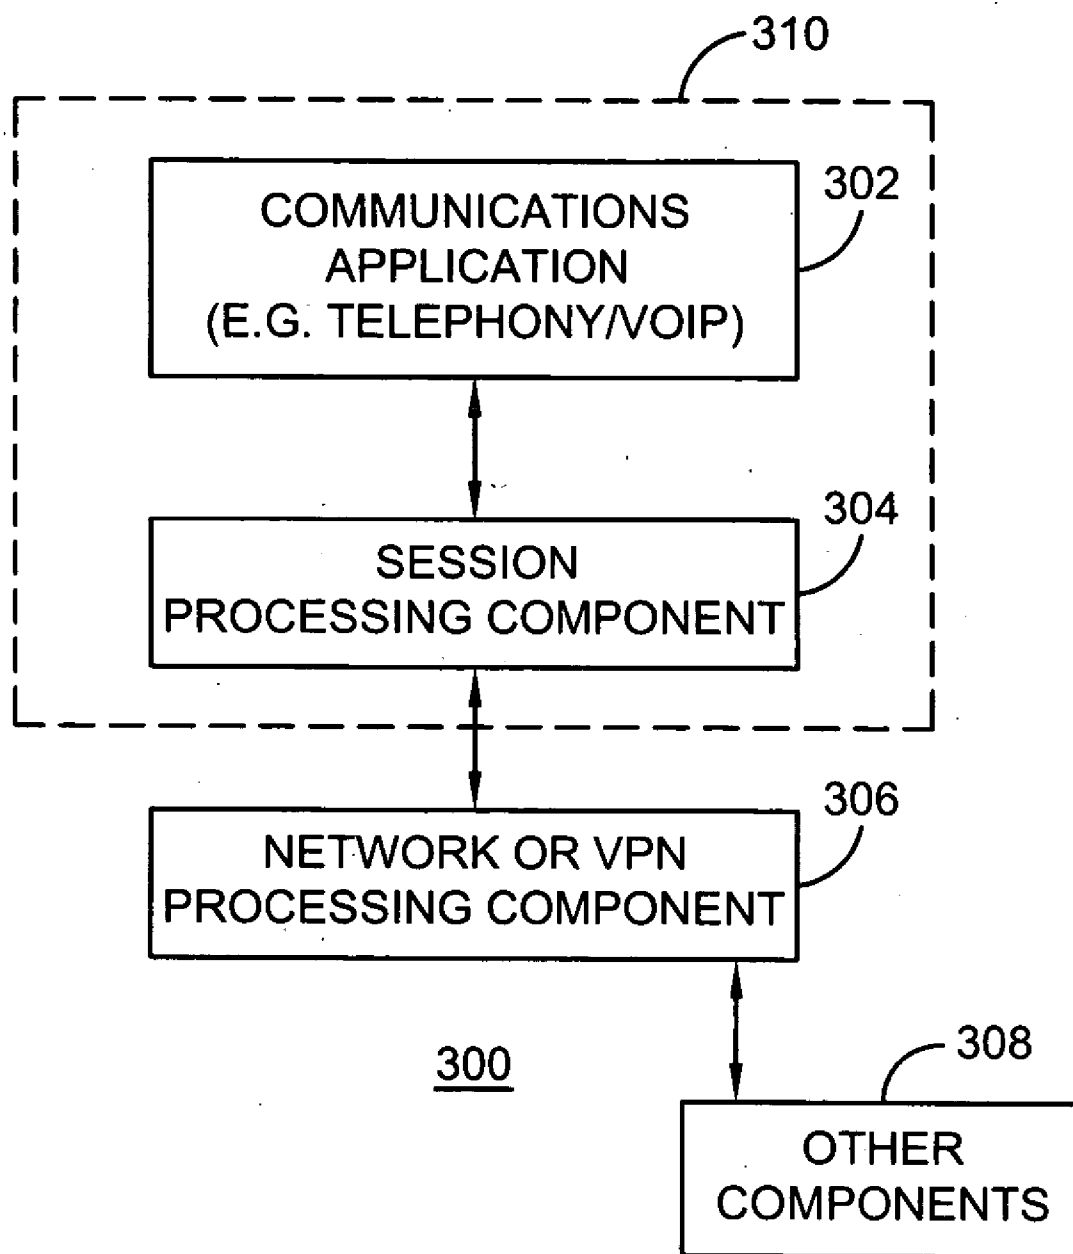 310
302
COMMUNICATIONS
APPLICATION
(E.G. TELEPHONY/VOIP)
304
SESSION
PROCESSING COMPONENT
306
NETWORK OR VPN
PROCESSING COMPONENT
300
308
OTHER
COMPONENTS